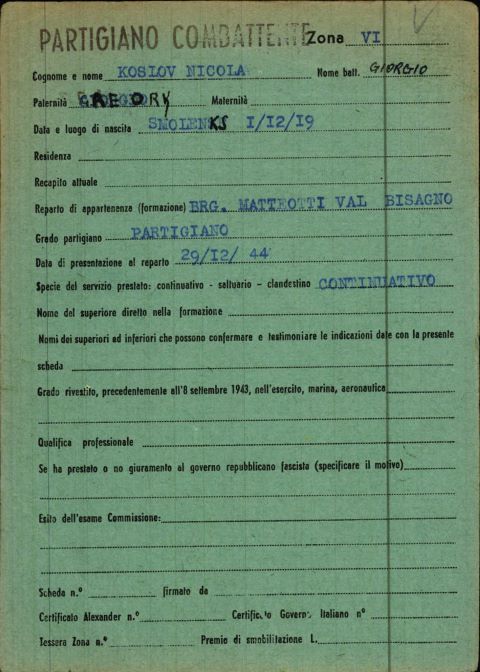 PARTIGIANO COMBATTENTE Zona VI
Cognome e nome KOSLOV NICOLA Nome batt. GIORGIO
Paternità GREGORY Maternità
Data e luogo di nascita SMOLENKS 1/12/19
Residenza
Recapito attuale
Reparto di appartenenza (formazione) BRG. MATTEOTTI VAL BISAGNO
Grado partigiano PARTIGIANO
Data di presentazione al reparto 29/12/ 44
Specie del servizio prestato: continuativo - saltuario - clandestino CONTINUATIVO
Nome del superiore diretto nella formazione
Nomi dei superiori ed inferiori che possono confermare e testimoniare le indicazioni date con la presente
scheda
Grado rivestito, precedentemente all'8 settembre 1943, nell'esercito, marina, aeronautica
Qualifica professionale
Se ha prestato o no giuramento al governo repubblicano fascista (specificare il motivo)
Esito dell'esame Commissione:
Scheda n.° firmato da
Certificato Alexander n.° Certificato Governo Italiano n°
Tessera Zona n.° Premio di smobilitazione L.